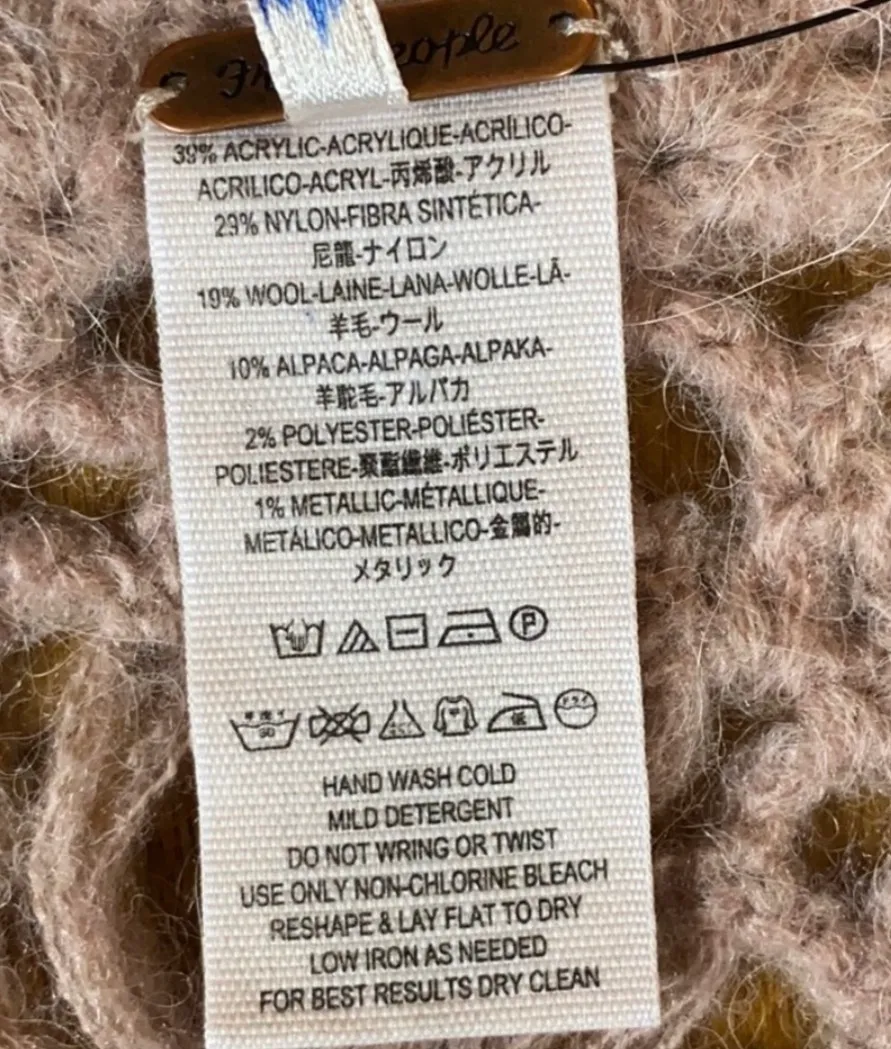 39% ACRYLIC-ACRYLIQUE-ACRÍLICO-
ACRILICO-ACRYL-丙烯酸-アクリル
29% NYLON-FIBRA SINTÉTICA-
尼龍-ナイロン
19% WOOL-LAINE-LANA-WOLLE-LÃ-
羊毛-ウール
10% ALPACA-ALPAGA-ALPAKA-
羊駝毛-アルパカ
2% POLYESTER-POLIÉSTER-
POLIESTERE-聚酯纖維-ポリエステル
1% METALLIC-MÉTALLIQUE-
METÁLICO-METALLICO-金屬的-
メタリック
P
HAND WASH COLD
MILD DETERGENT
DO NOT WRING OR TWIST
USE ONLY NON-CHLORINE BLEACH
RESHAPE & LAY FLAT TO DRY
LOW IRON AS NEEDED
FOR BEST RESULTS DRY CLEAN